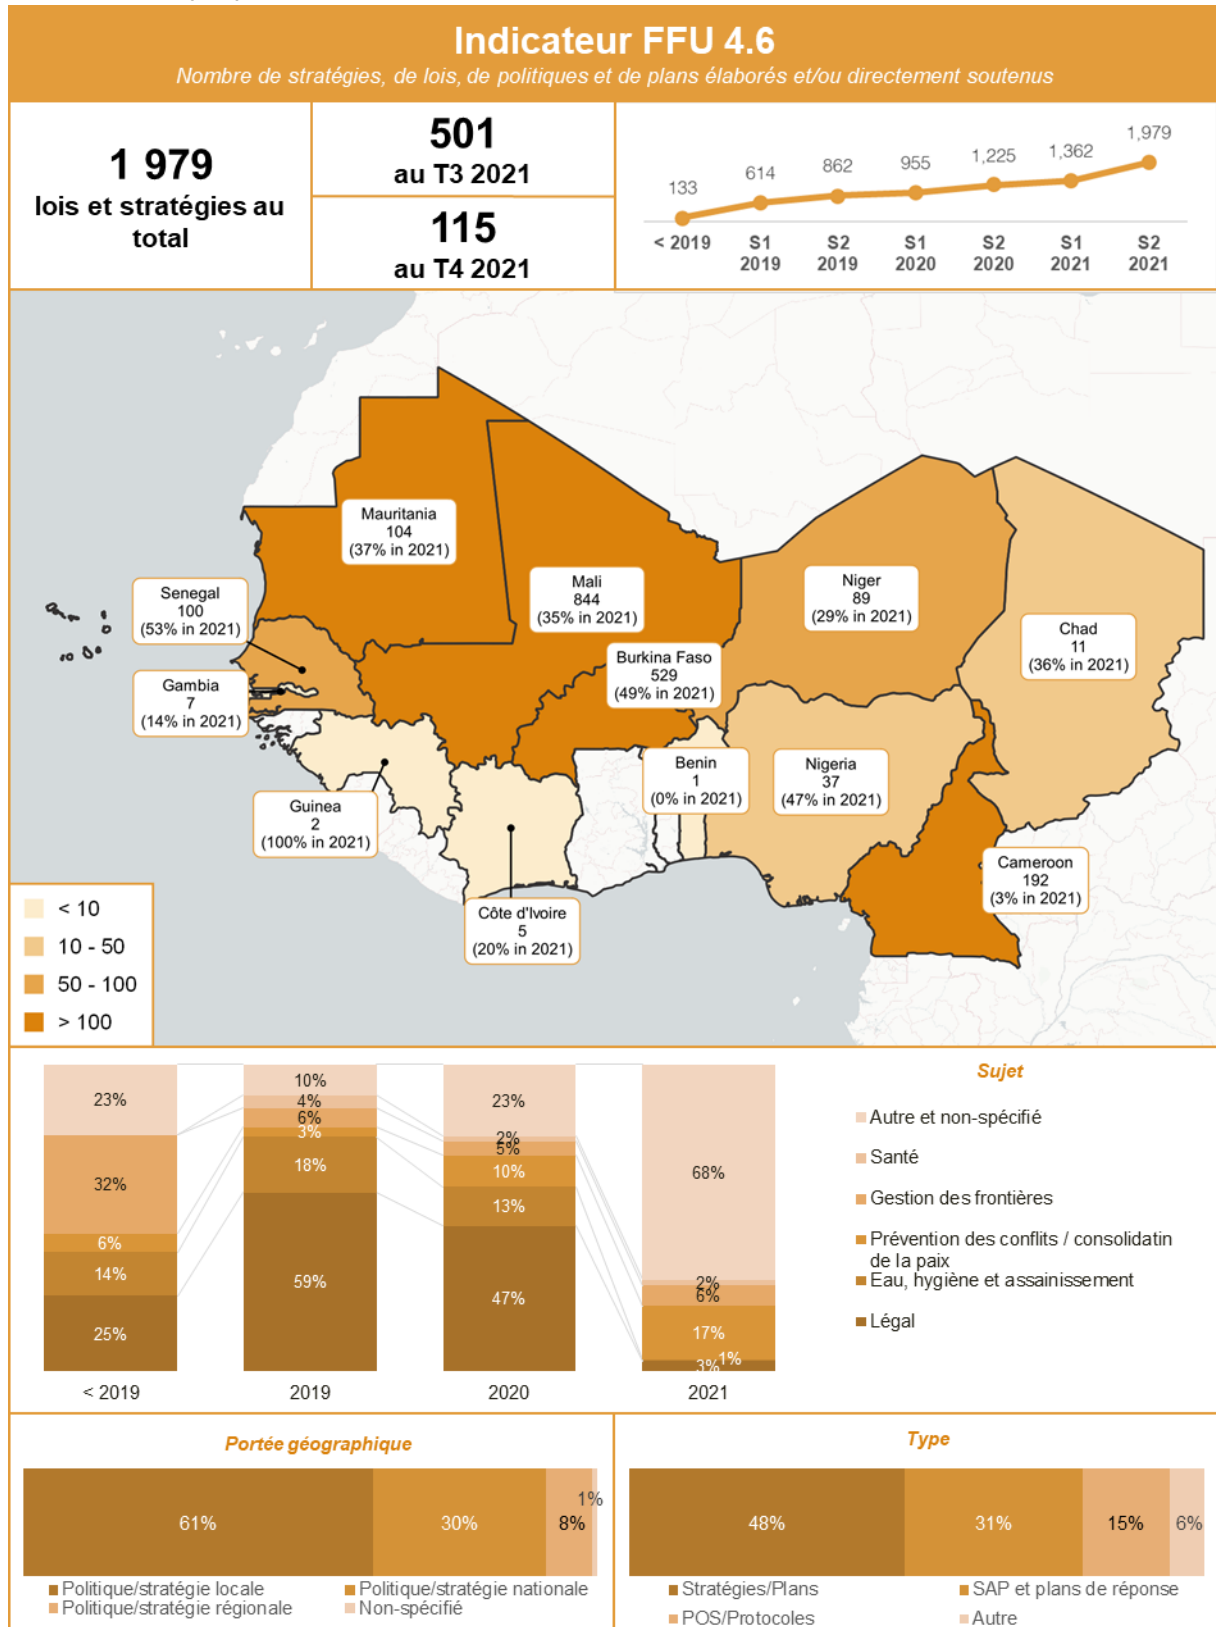 Indicateur FFU 4.6
Nombre de stratégies, de lois, de politiques et de plans élaborés et/ou directement soutenus
1 979
lois et stratégies au
total
501
au T3 2021
115
au T4 2021
133
614
862
955
1,225
1,362
1,979
< 2019
S1
2019
S2
2019
S1
2020
S2
2020
S1
2021
S2
2021
Mauritania
104
(37% in 2021)
Mali
844
(35% in 2021)
Niger
89
(29% in 2021)
Chad
11
(36% in 2021)
Senegal
100
(53% in 2021)
Burkina Faso
529
(49% in 2021)
Gambia
7
(14% in 2021)
Benin
1
(0% in 2021)
Nigeria
37
(47% in 2021)
Guinea
2
(100% in 2021)
Cameroon
192
(3% in 2021)
Côte d'Ivoire
5
(20% in 2021)
< 10
10 - 50
50 - 100
> 100
23%
32%
6%
14%
25%
< 2019
10%
4%
6%
3%
18%
59%
2019
23%
2%
5%
10%
13%
47%
2020
68%
2%
6%
17%
1%
3%
2021
Sujet
Autre et non-spécifié
Santé
Gestion des frontières
Prévention des conflits / consolidatin
de la paix
Eau, hygiène et assainissement
Légal
Portée géographique
61%
30%
8%
1%
Politique/stratégie locale
Politique/stratégie nationale
Politique/stratégie régionale
Non-spécifié
Type
48%
31%
15%
6%
Stratégies/Plans
SAP et plans de réponse
POS/Protocoles
Autre